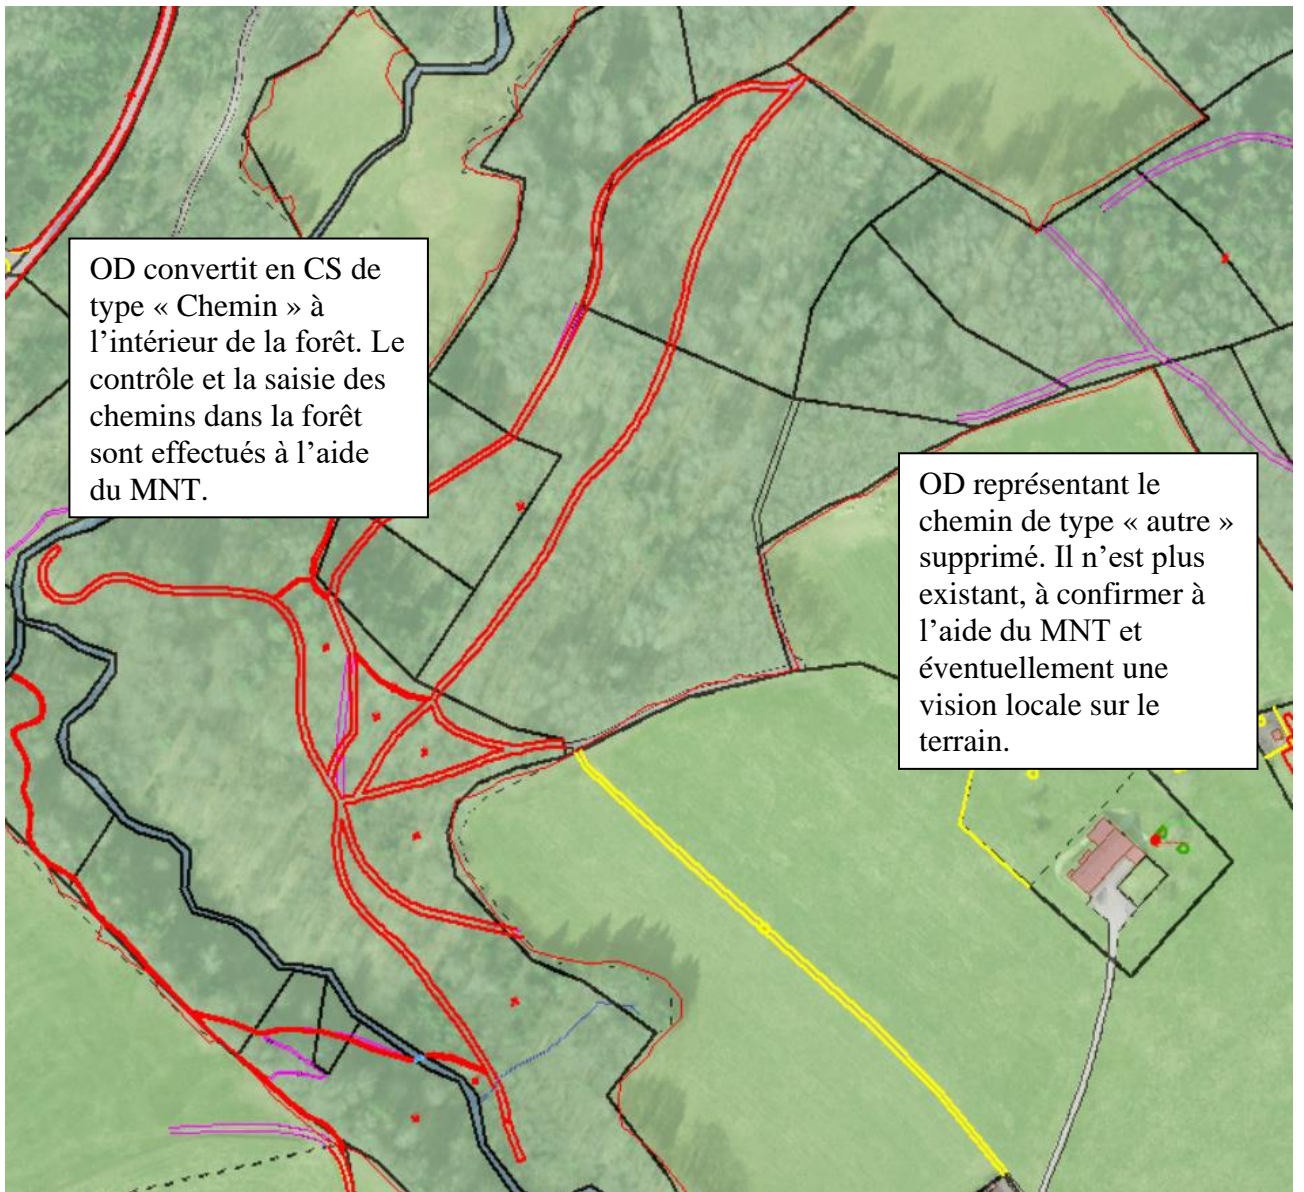 OD convertit en CS de
type « Chemin » à
l’intérieur de la forêt. Le
contrôle et la saisie des
chemins dans la forêt
sont effectués à l’aide
du MNT.
OD représentant le
chemin de type « autre »
supprimé. Il n’est plus
existant, à confirmer à
l’aide du MNT et
éventuellement une
vision locale sur le
terrain.